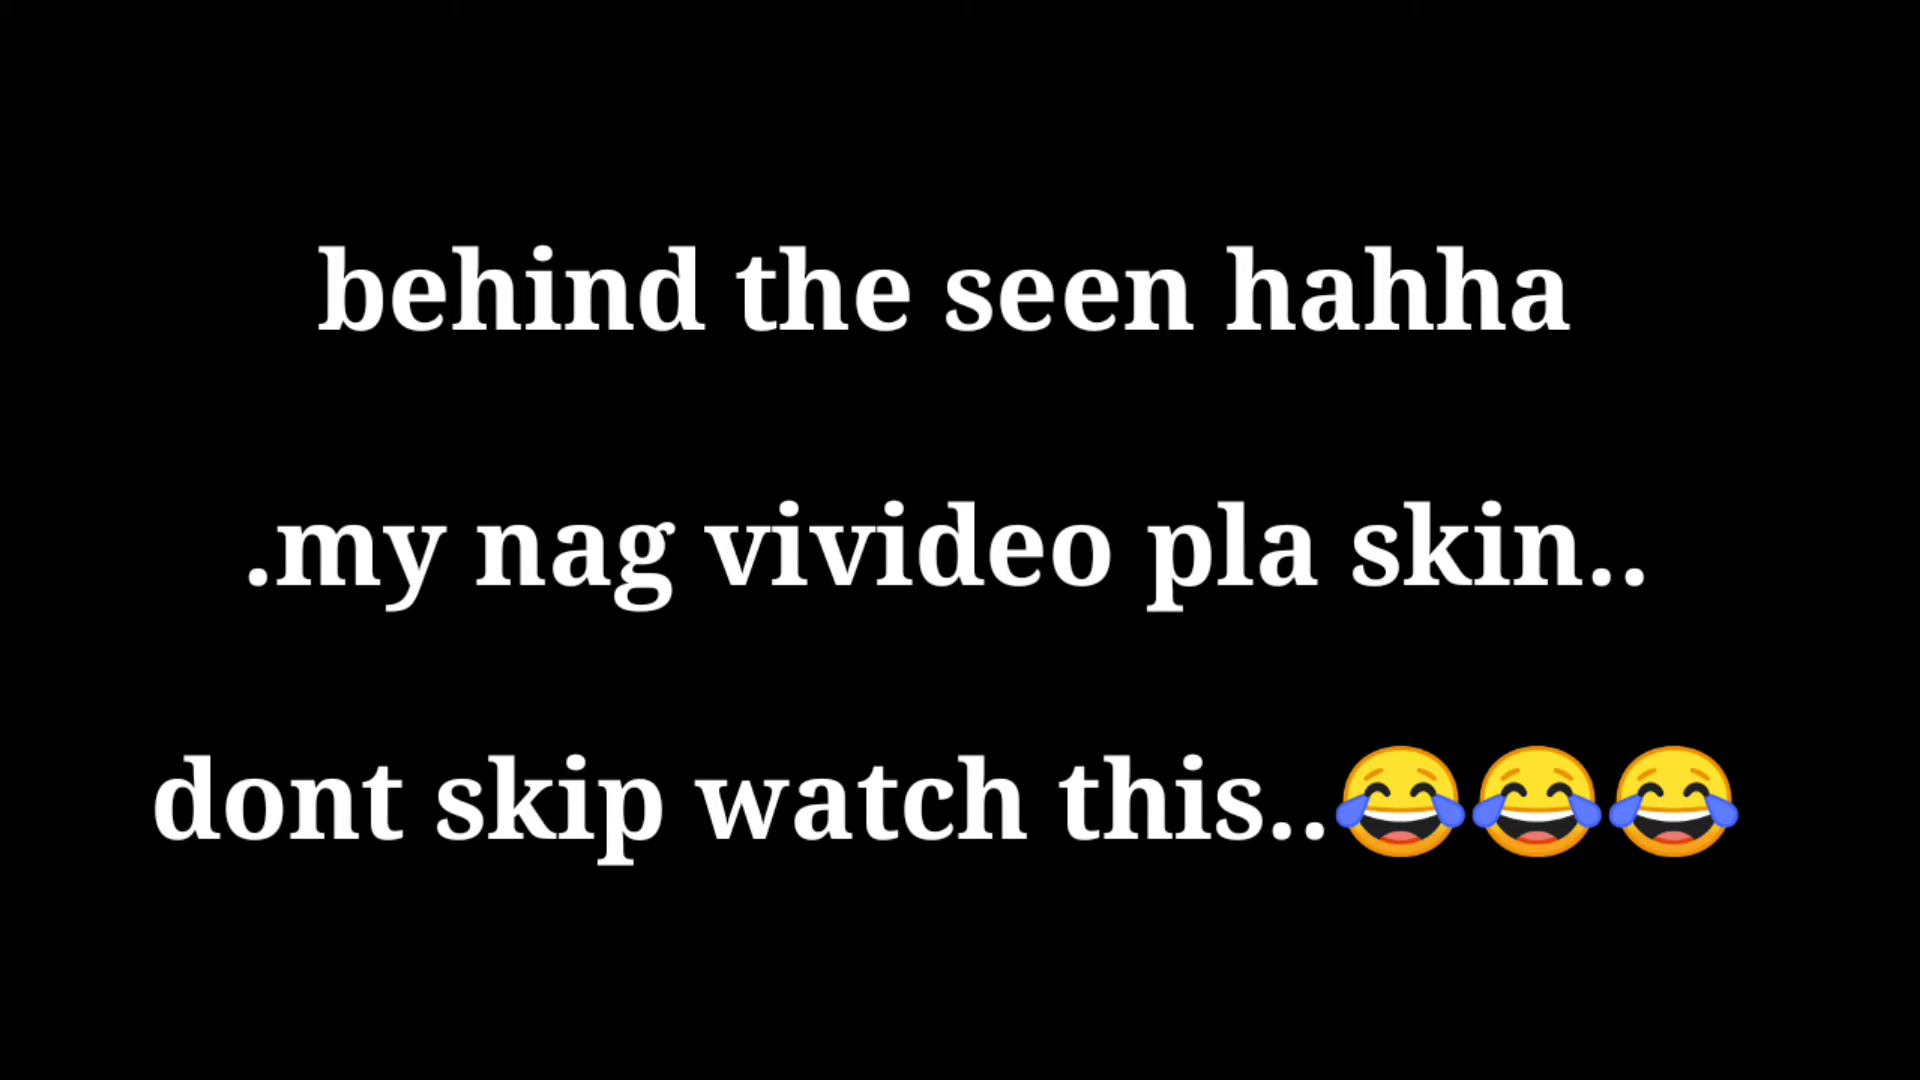 behind the seen hahha
.my nag vivideo pla skin..
dont skip watch this..😂😂😂